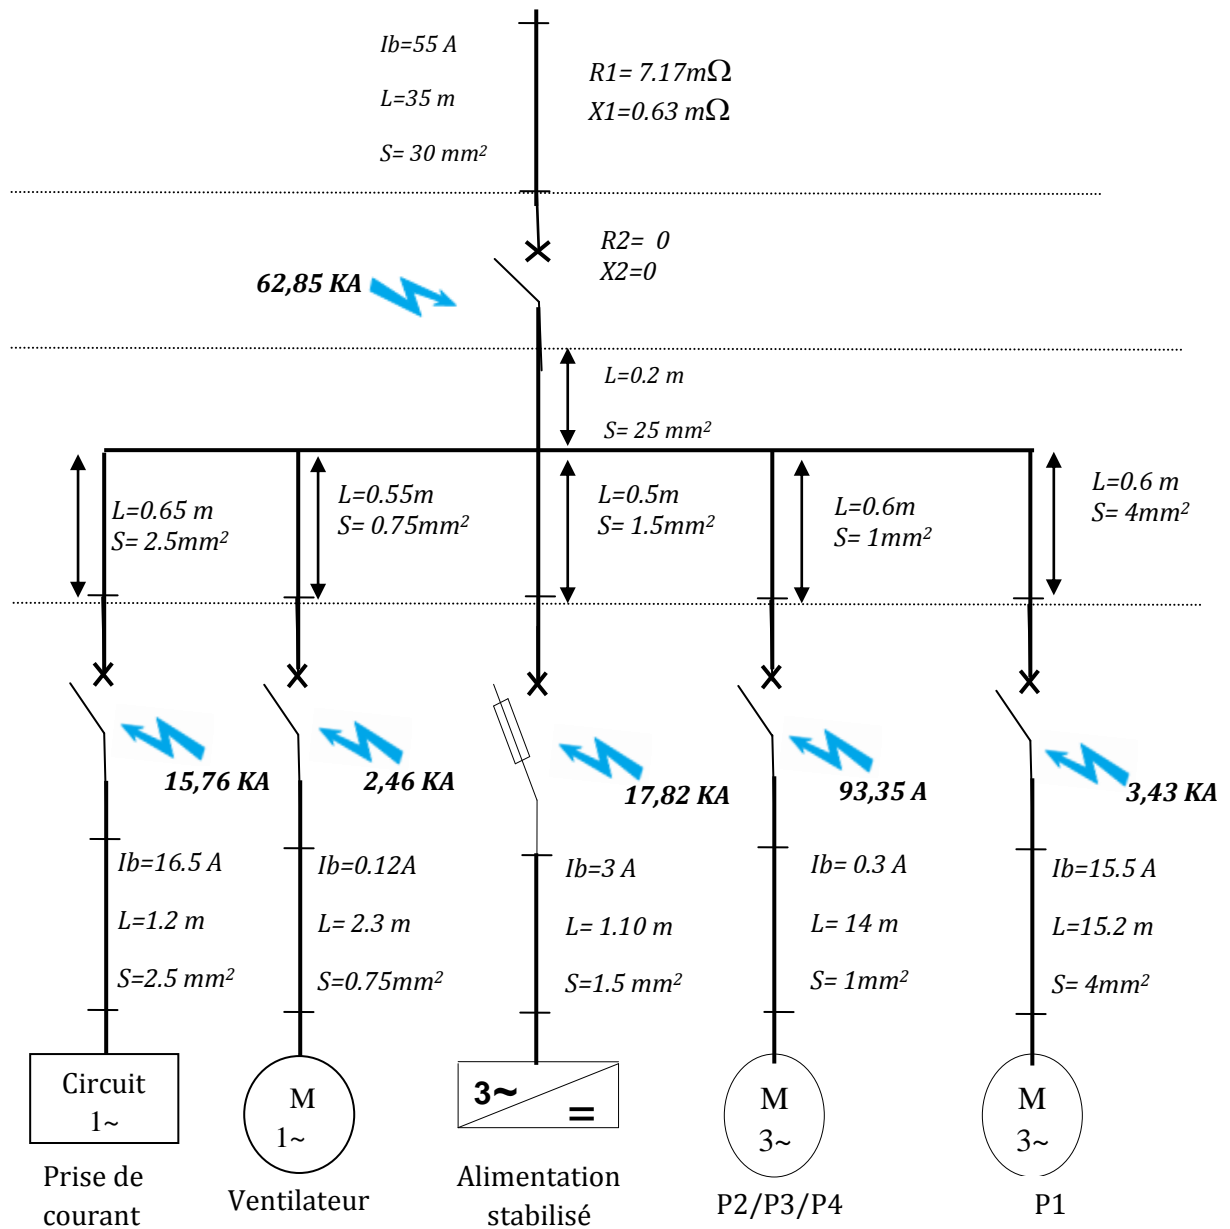 Ib=55 A
L=35 m
S= 30 mm²
R1= 7.17mΩ
X1=0.63 mΩ
R2= 0
X2=0
62,85 KA
L=0.2 m
S= 25 mm²
L=0.65 m
S= 2.5mm²
L=0.55m
S= 0.75mm²
L=0.5m
S= 1.5mm²
L=0.6m
S= 1mm²
L=0.6 m
S= 4mm²
15,76 KA
2,46 KA
17,82 KA
93,35 A
3,43 KA
Ib=16.5 A
L=1.2 m
S=2.5 mm²
Ib=0.12A
L= 2.3 m
S=0.75mm²
Ib=3 A
L= 1.10 m
S=1.5 mm²
Ib= 0.3 A
L= 14 m
S= 1mm²
Ib=15.5 A
L=15.2 m
S= 4mm²
Circuit
1~
M
1~
3~
=
M
3~
M
3~
Prise de
courant
Ventilateur
Alimentation
stabilisé
P2/P3/P4
P1